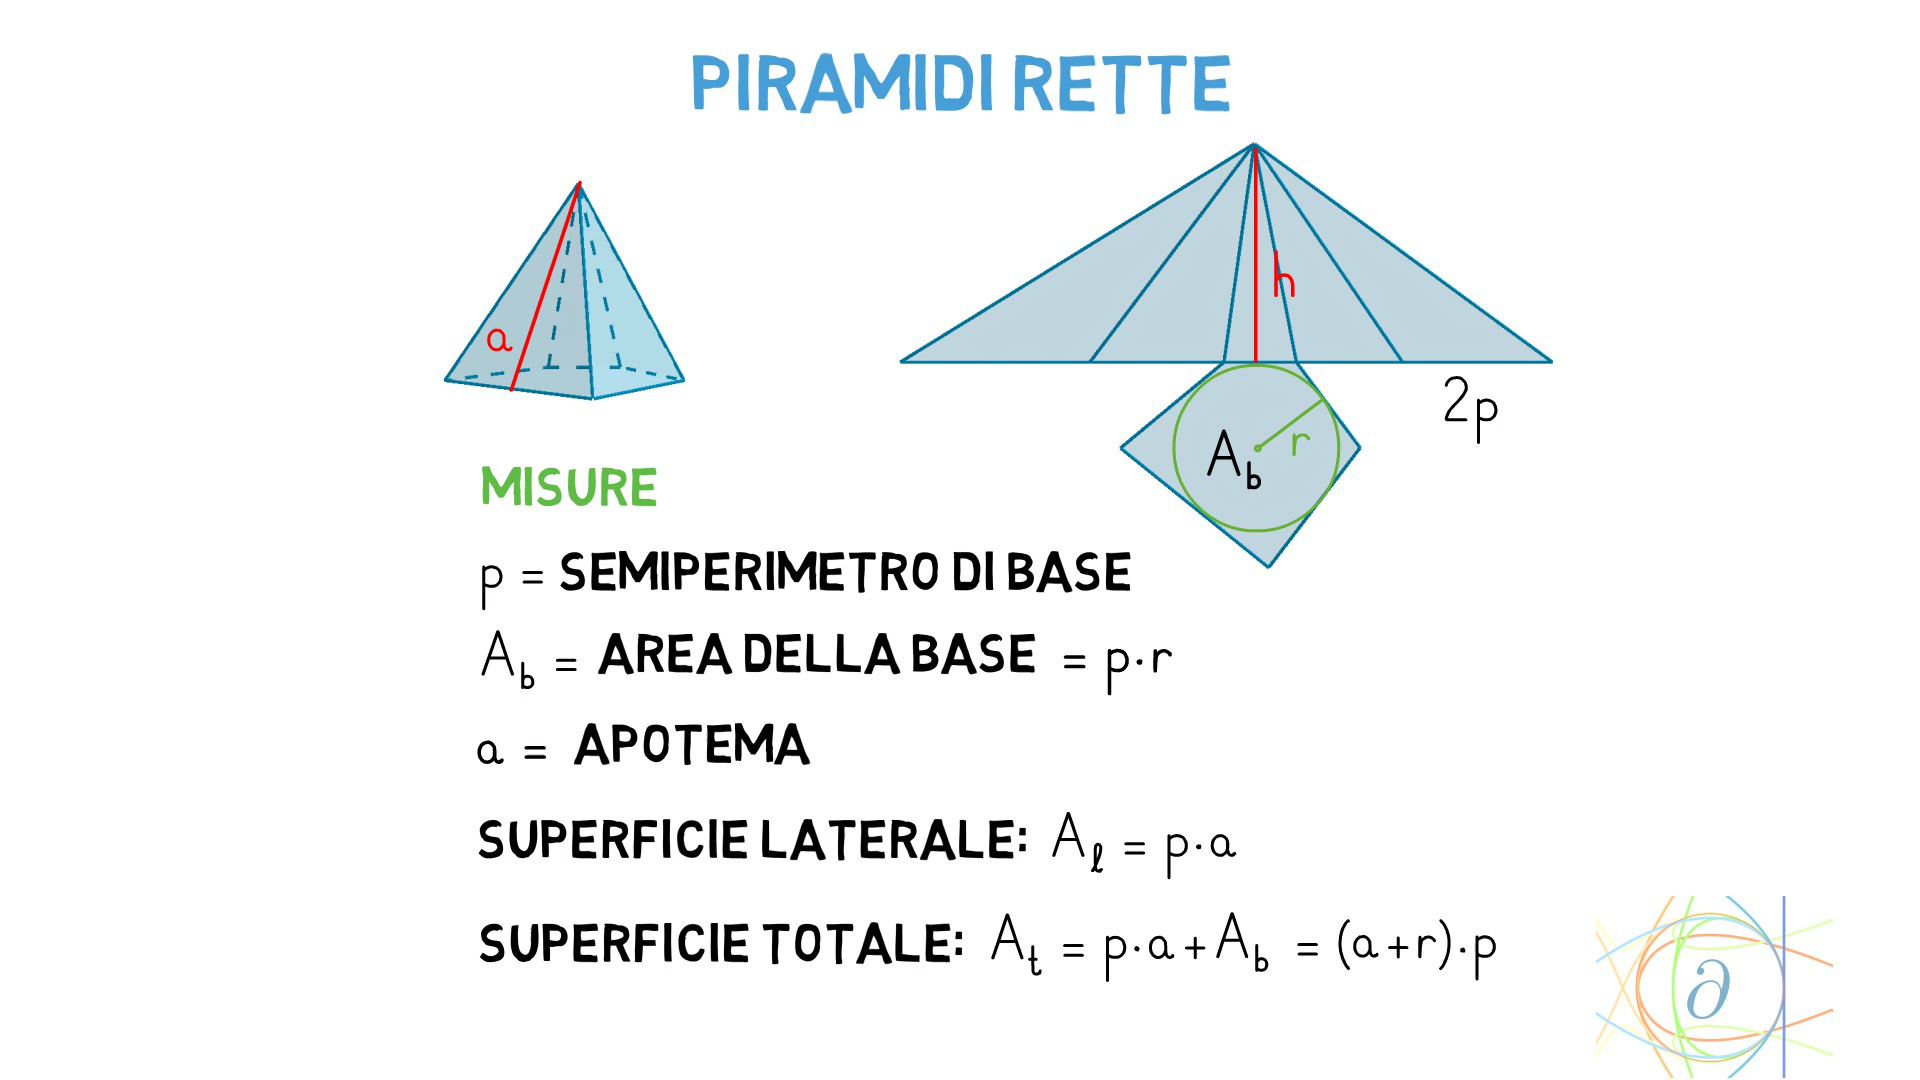 PIRAMIDI RETTE
a
h
2p
A_b
r
MISURE
p = SEMIPERIMETRO DI BASE
A_b = AREA DELLA BASE = p·r
a = APOTEMA
SUPERFICIE LATERALE: A_ℓ = p·a
SUPERFICIE TOTALE: A_t = p·a + A_b = (a+r)·p
∂